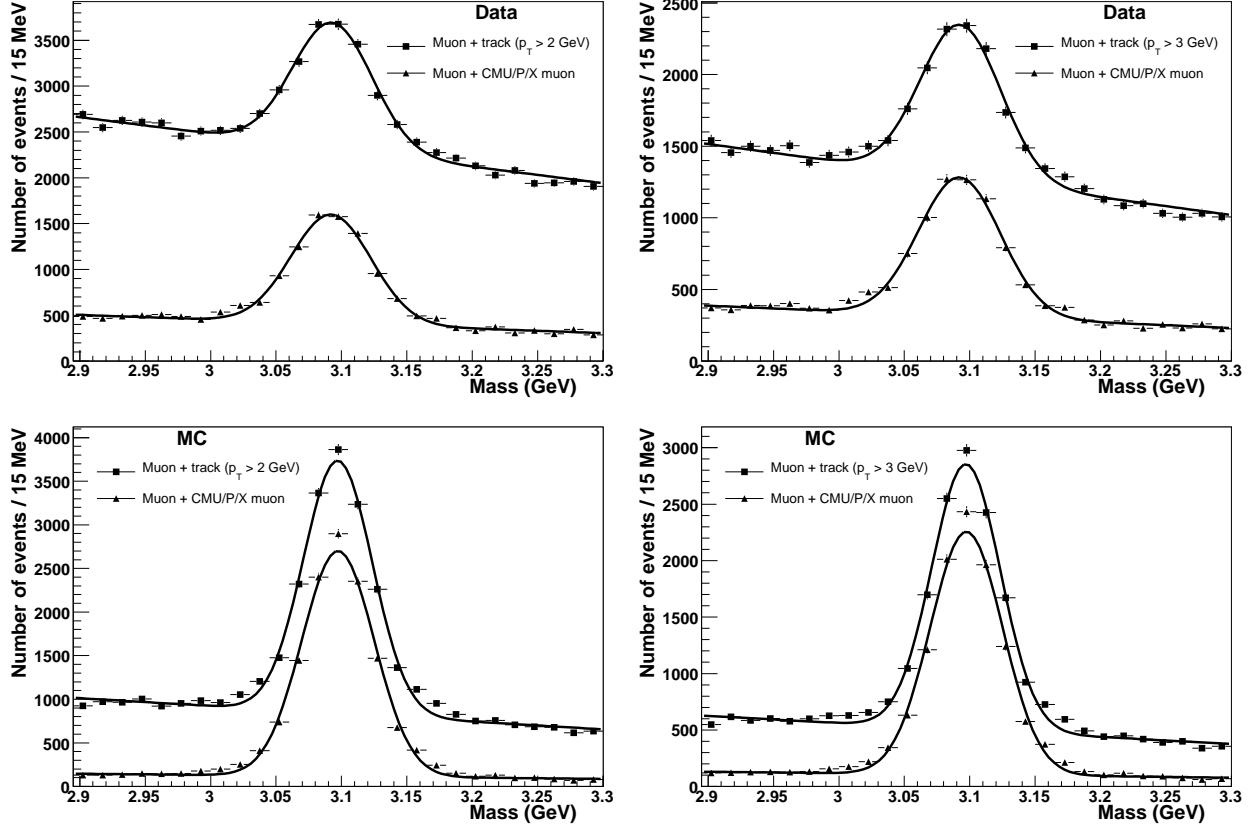 Data
Muon + track (p_T > 2 GeV)
Muon + CMU/P/X muon
Number of events / 15 MeV
3500
3000
2500
2000
1500
1000
500
0
2.9 2.95 3 3.05 3.1 3.15 3.2 3.25 3.3
Mass (GeV)
Data
Muon + track (p_T > 3 GeV)
Muon + CMU/P/X muon
Number of events / 15 MeV
2500
2000
1500
1000
500
0
2.9 2.95 3 3.05 3.1 3.15 3.2 3.25 3.3
Mass (GeV)
MC
Muon + track (p_T > 2 GeV)
Muon + CMU/P/X muon
Number of events / 15 MeV
4000
3500
3000
2500
2000
1500
1000
500
0
2.9 2.95 3 3.05 3.1 3.15 3.2 3.25 3.3
Mass (GeV)
MC
Muon + track (p_T > 3 GeV)
Muon + CMU/P/X muon
Number of events / 15 MeV
3000
2500
2000
1500
1000
500
0
2.9 2.95 3 3.05 3.1 3.15 3.2 3.25 3.3
Mass (GeV)